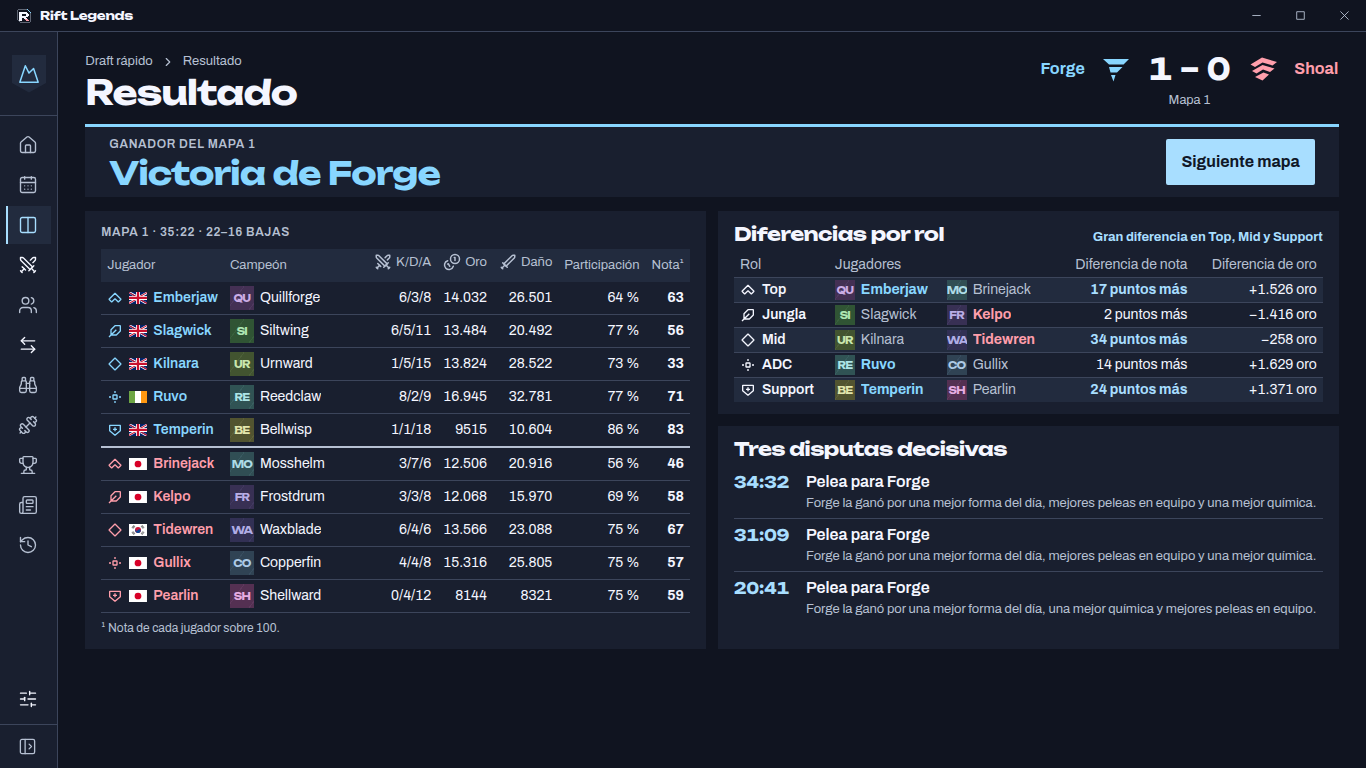 Rift Legends
Draft rápido > Resultado
Resultado
Forge 1 – 0 Shoal
Mapa 1
GANADOR DEL MAPA 1
Victoria de Forge
Siguiente mapa
MAPA 1 · 35:22 · 22–16 BAJAS
Jugador Campeón K/D/A Oro Daño Participación Nota¹
Emberjaw QU Quillforge 6/3/8 14.032 26.501 64 % 63
Slagwick SI Siltwing 6/5/11 13.484 20.492 77 % 56
Kilnara UR Urnward 1/5/15 13.824 28.522 73 % 33
Ruvo RE Reedclaw 8/2/9 16.945 32.781 77 % 71
Temperin BE Bellwisp 1/1/18 9515 10.604 86 % 83
Brinejack MO Mosshelm 3/7/6 12.506 20.916 56 % 46
Kelpo FR Frostdrum 3/3/8 12.068 15.970 69 % 58
Tidewren WA Waxblade 6/4/6 13.566 23.088 75 % 67
Gullix CO Copperfin 4/4/8 15.316 25.805 75 % 57
Pearlin SH Shellward 0/4/12 8144 8321 75 % 59
¹ Nota de cada jugador sobre 100.
Diferencias por rol
Gran diferencia en Top, Mid y Support
Rol Jugadores Diferencia de nota Diferencia de oro
Top QU Emberjaw MO Brinejack 17 puntos más +1.526 oro
Jungla SI Slagwick FR Kelpo 2 puntos más −1.416 oro
Mid UR Kilnara WA Tidewren 34 puntos más −258 oro
ADC RE Ruvo CO Gullix 14 puntos más +1.629 oro
Support BE Temperin SH Pearlin 24 puntos más +1.371 oro
Tres disputas decisivas
34:32 Pelea para Forge
Forge la ganó por una mejor forma del día, mejores peleas en equipo y una mejor química.
31:09 Pelea para Forge
Forge la ganó por una mejor forma del día, mejores peleas en equipo y una mejor química.
20:41 Pelea para Forge
Forge la ganó por una mejor forma del día, una mejor química y mejores peleas en equipo.